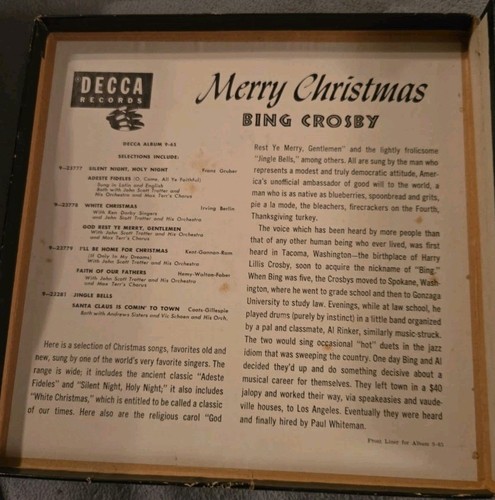 DECCA
RECORDS
Merry Christmas
BING CROSBY
DECCA ALBUM 9-65
SELECTIONS INCLUDE:
9-23777 SILENT NIGHT, HOLY NIGHT Franz Gruber
ADESTE FIDELES (O, Come, All Ye Faithful)
Sung in Latin and English
Both with John Scott Trotter and
His Orchestra and Max Terr's Chorus
9-23778 WHITE CHRISTMAS Irving Berlin
With Ken Darby Singers
and John Scott Trotter and His Orchestra
GOD REST YE MERRY, GENTLEMEN
With John Scott Trotter and His Orchestra
and Max Terr's Chorus
9-23779 I'LL BE HOME FOR CHRISTMAS Kent-Gannon-Ram
(If Only In My Dreams)
With John Scott Trotter and His Orchestra
FAITH OF OUR FATHERS Hemy-Walton-Faber
With John Scott Trotter and His Orchestra
and Max Terr's Chorus
9-23281 JINGLE BELLS
SANTA CLAUS IS COMIN' TO TOWN Coots-Gillespie
Both with Andrews Sisters and Vic Schoen and His Orch.
Here is a selection of Christmas songs, favorites old and
new, sung by one of the world's very favorite singers. The
range is wide; it includes the ancient classic "Adeste
Fideles" and "Silent Night, Holy Night," it also includes
"White Christmas," which is entitled to be called a classic
of our times. Here also are the religious carol "God
Rest Ye Merry, Gentlemen" and the lightly frolicsome
"Jingle Bells," among others. All are sung by the man who
represents a modest and truly democratic attitude, Amer-
ica's unofficial ambassador of good will to the world, a
man who is as native as blueberries, spoonbread and grits,
pie a la mode, the bleachers, firecrackers on the Fourth,
Thanksgiving turkey.
The voice which has been heard by more people than
that of any other human being who ever lived, was first
heard in Tacoma, Washington—the birthplace of Harry
Lillis Crosby, soon to acquire the nickname of "Bing."
When Bing was five, the Crosbys moved to Spokane, Wash-
ington, where he went to grade school and then to Gonzaga
University to study law. Evenings, while at law school, he
played drums (purely by instinct) in a little band organized
by a pal and classmate, Al Rinker, similarly music-struck.
The two would sing occasional "hot" duets in the jazz
idiom that was sweeping the country. One day Bing and Al
decided they'd up and do something decisive about a
musical career for themselves. They left town in a $40
jalopy and worked their way, via speakeasies and vaude-
ville houses, to Los Angeles. Eventually they were heard
and finally hired by Paul Whiteman.